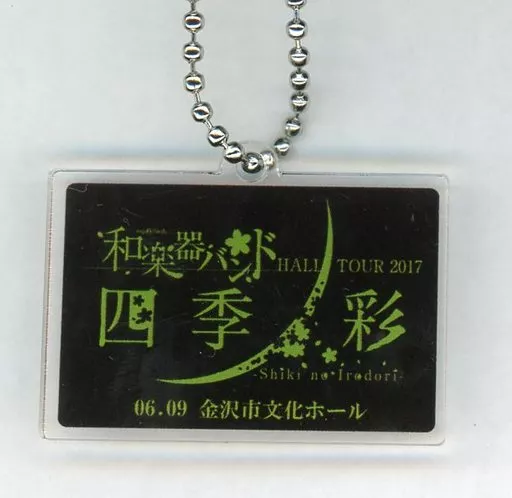 和楽器バンド HALL TOUR 2017
四季彩
-Shiki no Irodori-
06.09 金沢市文化ホール